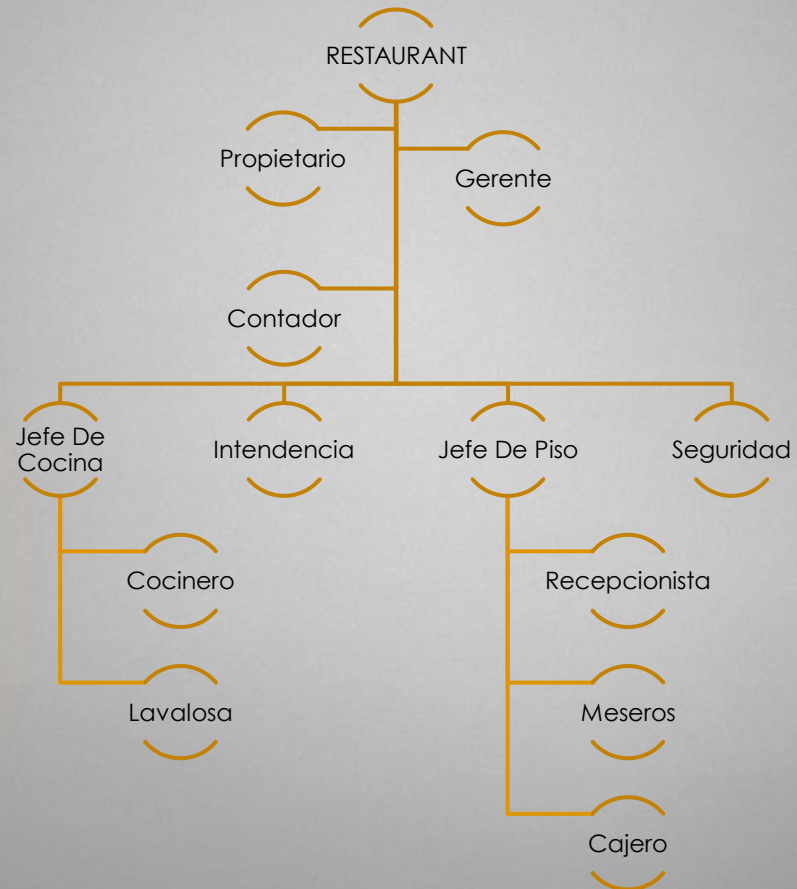 RESTAURANT
Propietario
Gerente
Contador
Jefe De
Cocina
Intendencia
Jefe De Piso
Seguridad
Cocinero
Recepcionista
Lavalosa
Meseros
Cajero